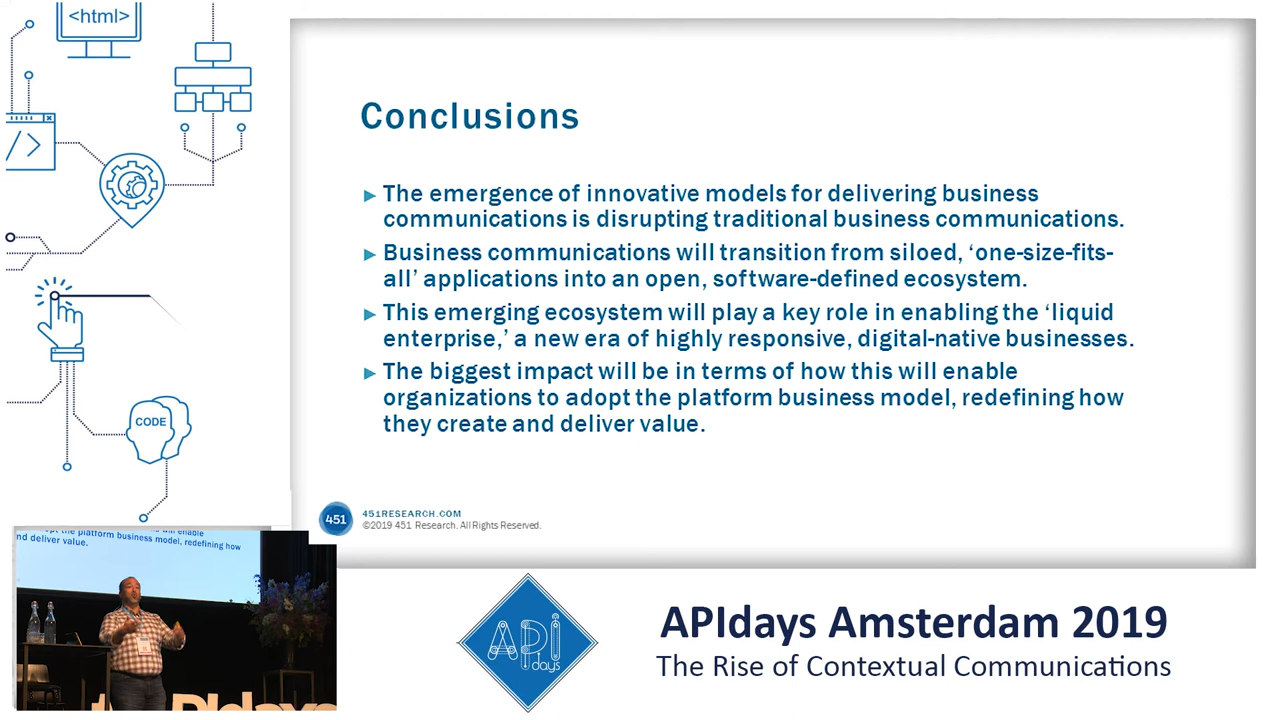 <html>
</>
CODE
Conclusions
► The emergence of innovative models for delivering business
communications is disrupting traditional business communications.
► Business communications will transition from siloed, ‘one-size-fits-
all’ applications into an open, software-defined ecosystem.
► This emerging ecosystem will play a key role in enabling the ‘liquid
enterprise,’ a new era of highly responsive, digital-native businesses.
► The biggest impact will be in terms of how this will enable
organizations to adopt the platform business model, redefining how
they create and deliver value.
451
451RESEARCH.COM
©2019 451 Research. All Rights Reserved.
the platform business model, redefining how
nd deliver value.
PIdays
API
days
APIdays Amsterdam 2019
The Rise of Contextual Communications